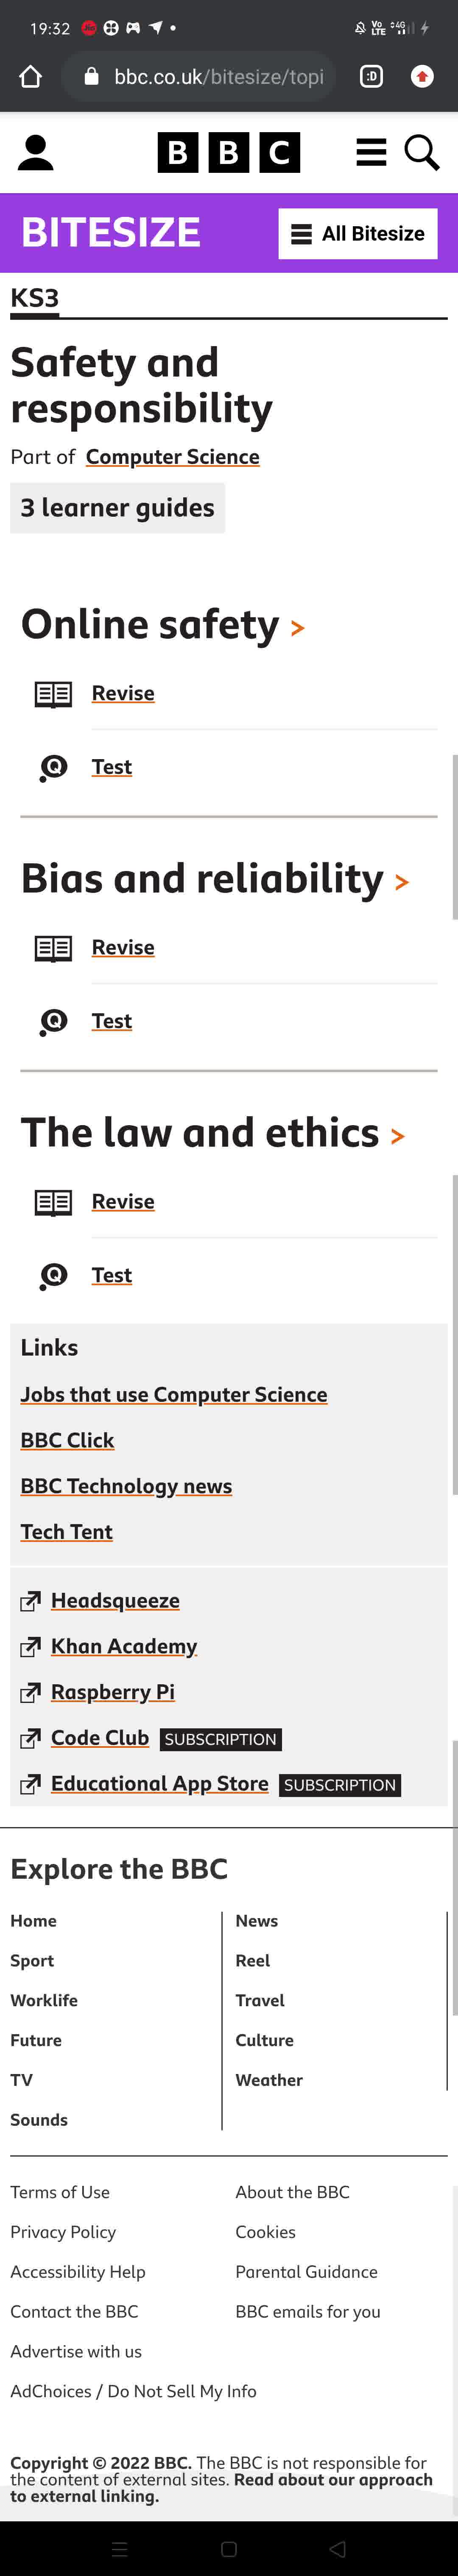 19:32
Vo LTE 4G
bbc.co.uk/bitesize/topi
:D
BBC
BITESIZE
All Bitesize
KS3
Safety and
responsibility
Part of Computer Science
3 learner guides
Online safety >
Revise
Q Test
Bias and reliability >
Revise
Q Test
The law and ethics >
Revise
Q Test
Links
Jobs that use Computer Science
BBC Click
BBC Technology news
Tech Tent
Headsqueeze
Khan Academy
Raspberry Pi
Code Club SUBSCRIPTION
Educational App Store SUBSCRIPTION
Explore the BBC
Home
News
Sport
Reel
Worklife
Travel
Future
Culture
TV
Weather
Sounds
Terms of Use
About the BBC
Privacy Policy
Cookies
Accessibility Help
Parental Guidance
Contact the BBC
BBC emails for you
Advertise with us
AdChoices / Do Not Sell My Info
Copyright © 2022 BBC. The BBC is not responsible for
the content of external sites. Read about our approach
to external linking.